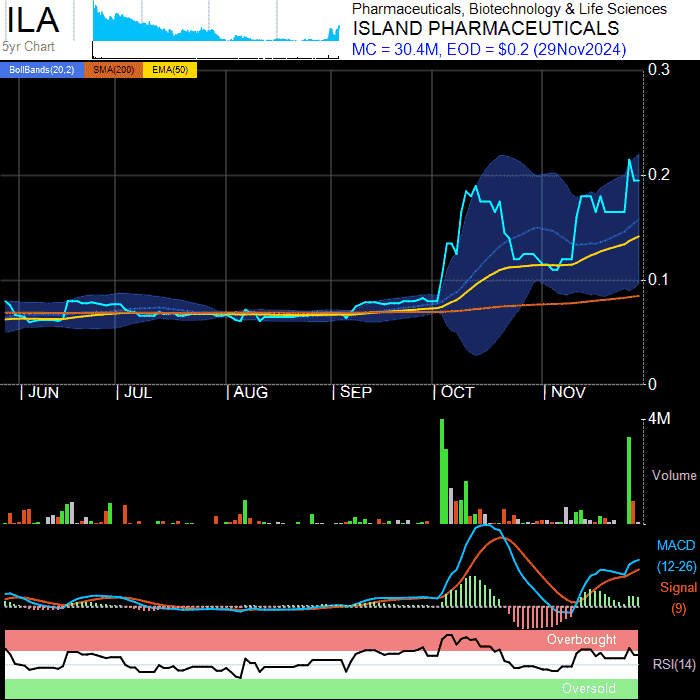 ILA
5yr Chart
Pharmaceuticals, Biotechnology & Life Sciences
ISLAND PHARMACEUTICALS
MC = 30.4M, EOD = $0.2 (29Nov2024)
BollBands(20,2) SMA(200) EMA(50)
0.3
0.2
0.1
0
JUN JUL AUG SEP OCT NOV
4M
Volume
MACD
(12-26)
Signal
(9)
Overbought
RSI(14)
Oversold